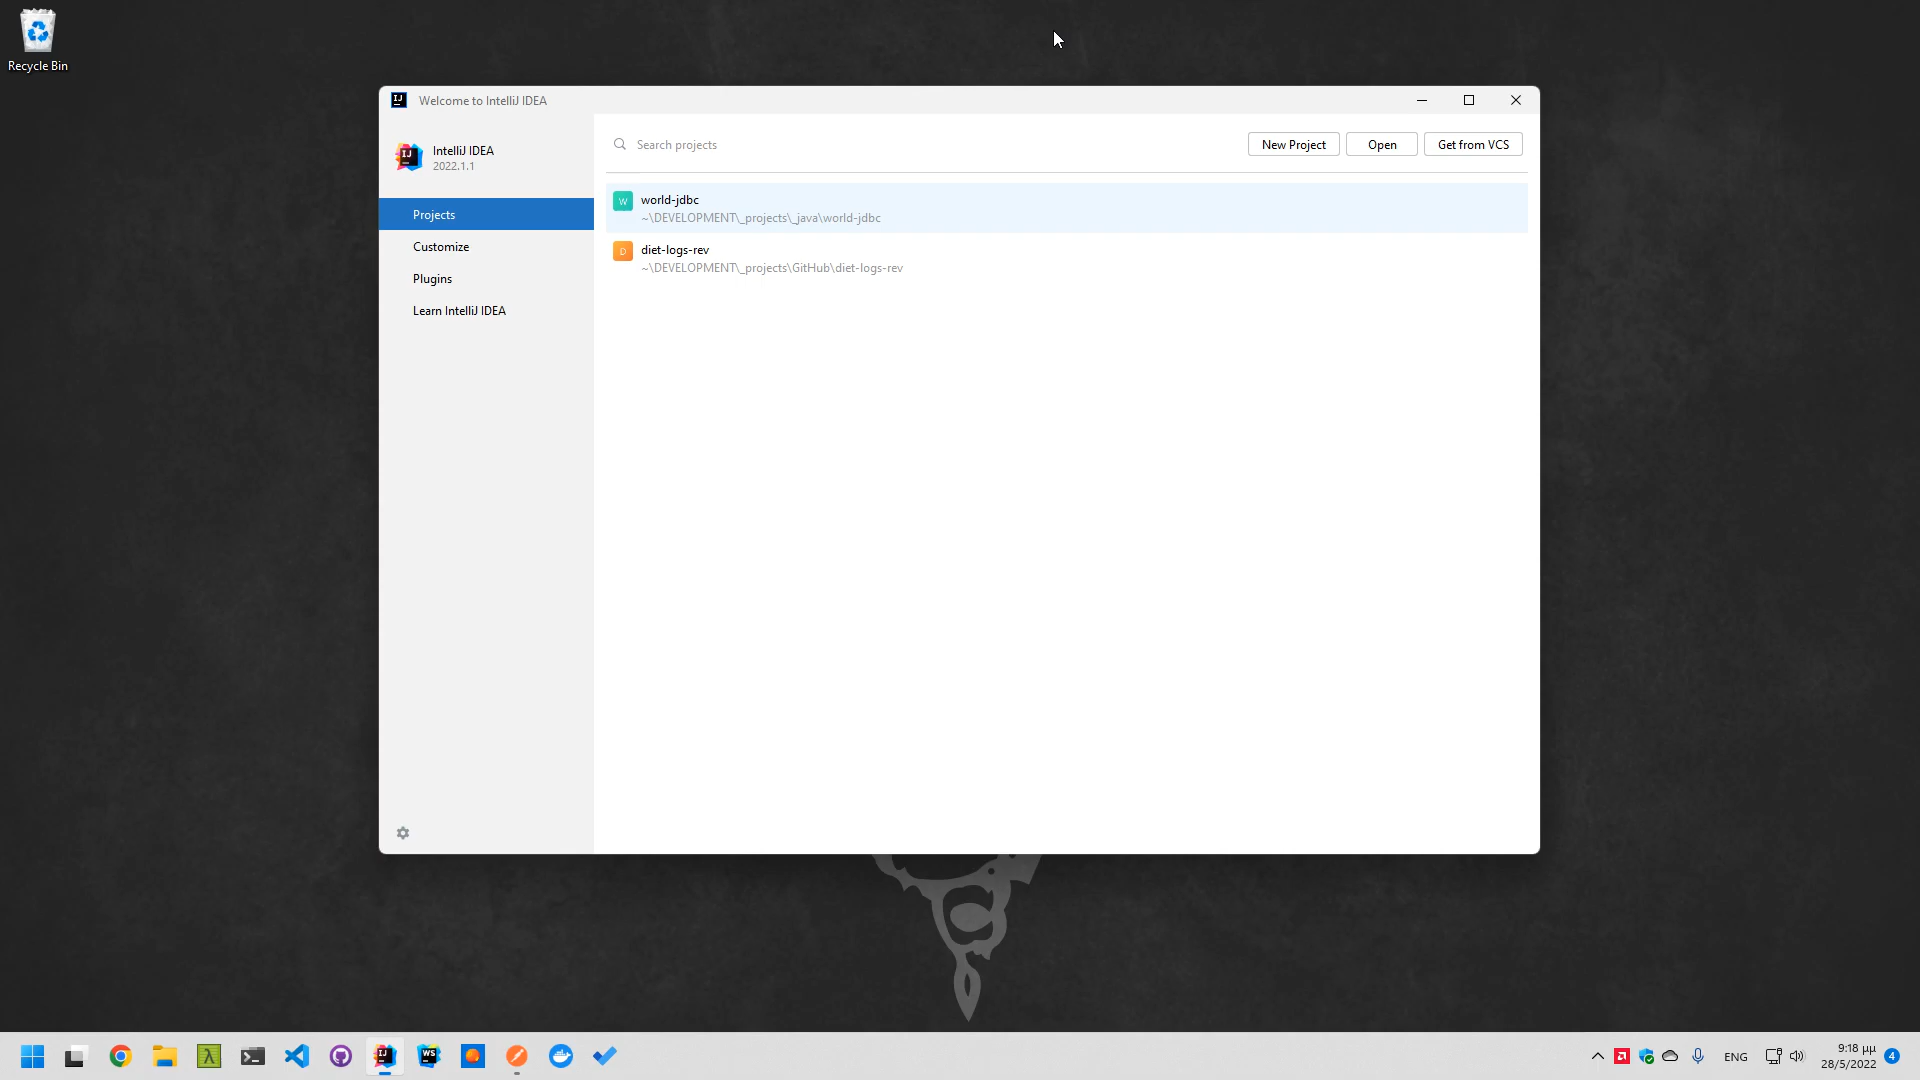 Recycle Bin
Welcome to IntelliJ IDEA
IntelliJ IDEA
2022.1.1
Search projects
New Project
Open
Get from VCS
Projects
Customize
Plugins
Learn IntelliJ IDEA
W
world-jdbc
~\DEVELOPMENT\_projects\_java\world-jdbc
D
diet-logs-rev
~\DEVELOPMENT\_projects\GitHub\diet-logs-rev
ENG
9:18 μμ
28/5/2022
4